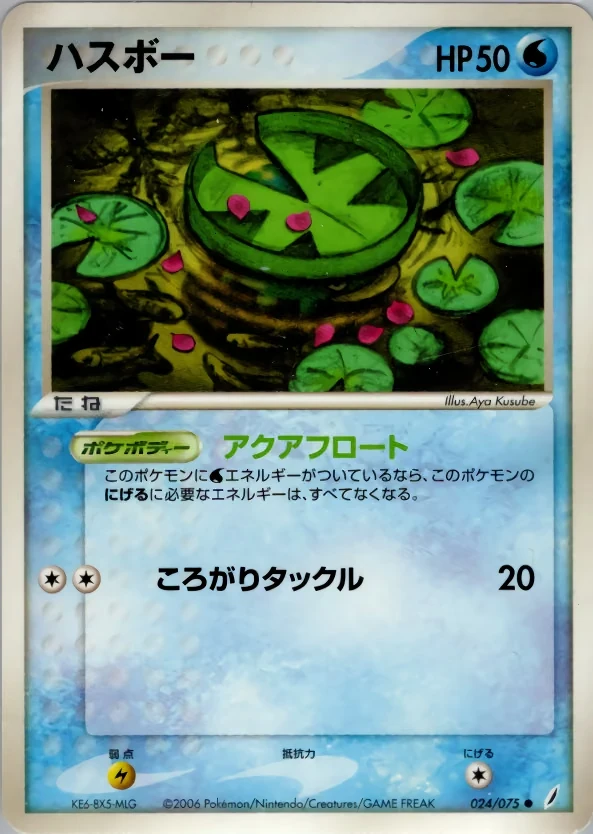 ハスボー HP50
たね Illus.Aya Kusube
ポケボディー アクアフロート
このポケモンに エネルギーがついているなら、このポケモンの
にげるに必要なエネルギーは、すべてなくなる。
ころがりタックル 20
弱点 抵抗力 にげる
KE6-8X5-MLG ©2006 Pokémon/Nintendo/Creatures/GAME FREAK 024/075